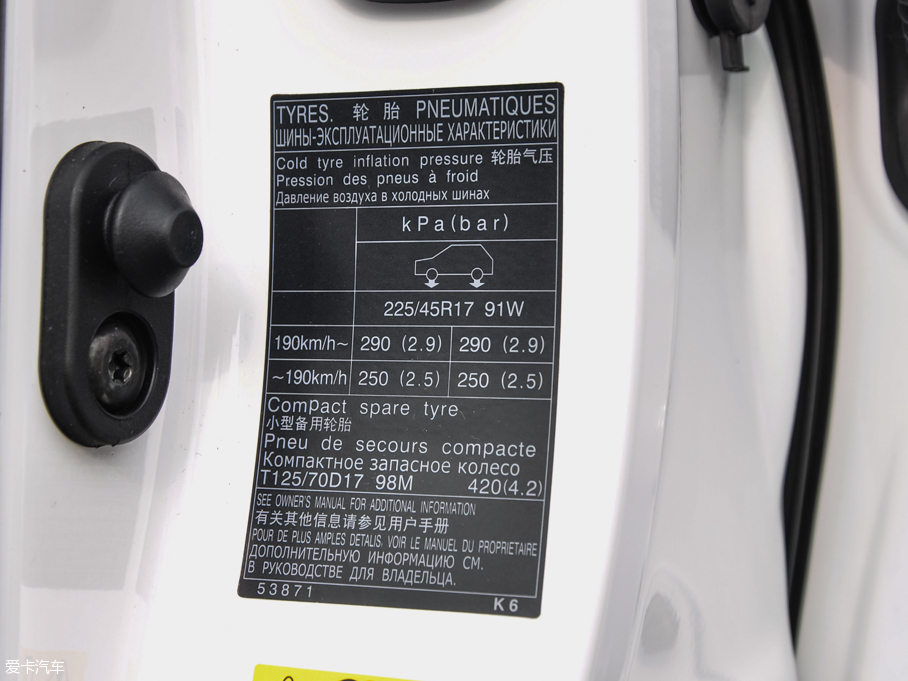 TYRES. 轮 胎 PNEUMATIQUES
ШИНЫ-ЭКСПЛУАТАЦИОННЫЕ ХАРАКТЕРИСТИКИ
Cold tyre inflation pressure 轮胎气压
Pression des pneus à froid
Давление воздуха в холодных шинах
kPa(bar)
225/45R17 91W
190km/h~ 290 (2.9) 290 (2.9)
~190km/h 250 (2.5) 250 (2.5)
Compact spare tyre
小型备用轮胎
Pneu de secours compacte
Компактное запасное колесо
T125/70D17 98M 420(4.2)
SEE OWNER'S MANUAL FOR ADDITIONAL INFORMATION
有关其他信息请参见用户手册
POUR DE PLUS AMPLES DETALIS, VOIR LE MANUEL DU PROPRIETAIRE
ДОПОЛНИТЕЛЬНУЮ ИНФОРМАЦИЮ СМ.
В РУКОВОДСТВЕ ДЛЯ ВЛАДЕЛЬЦА.
53871 K6
爱卡汽车